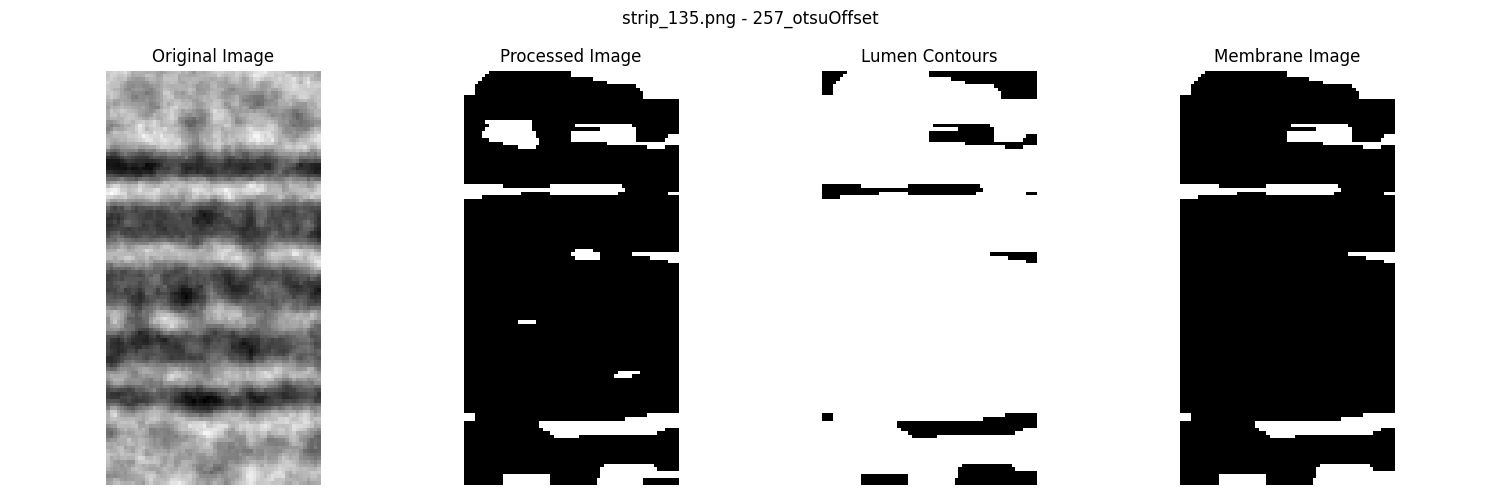 strip_135.png - 257_otsuOffset
Original Image
Processed Image
Lumen Contours
Membrane Image